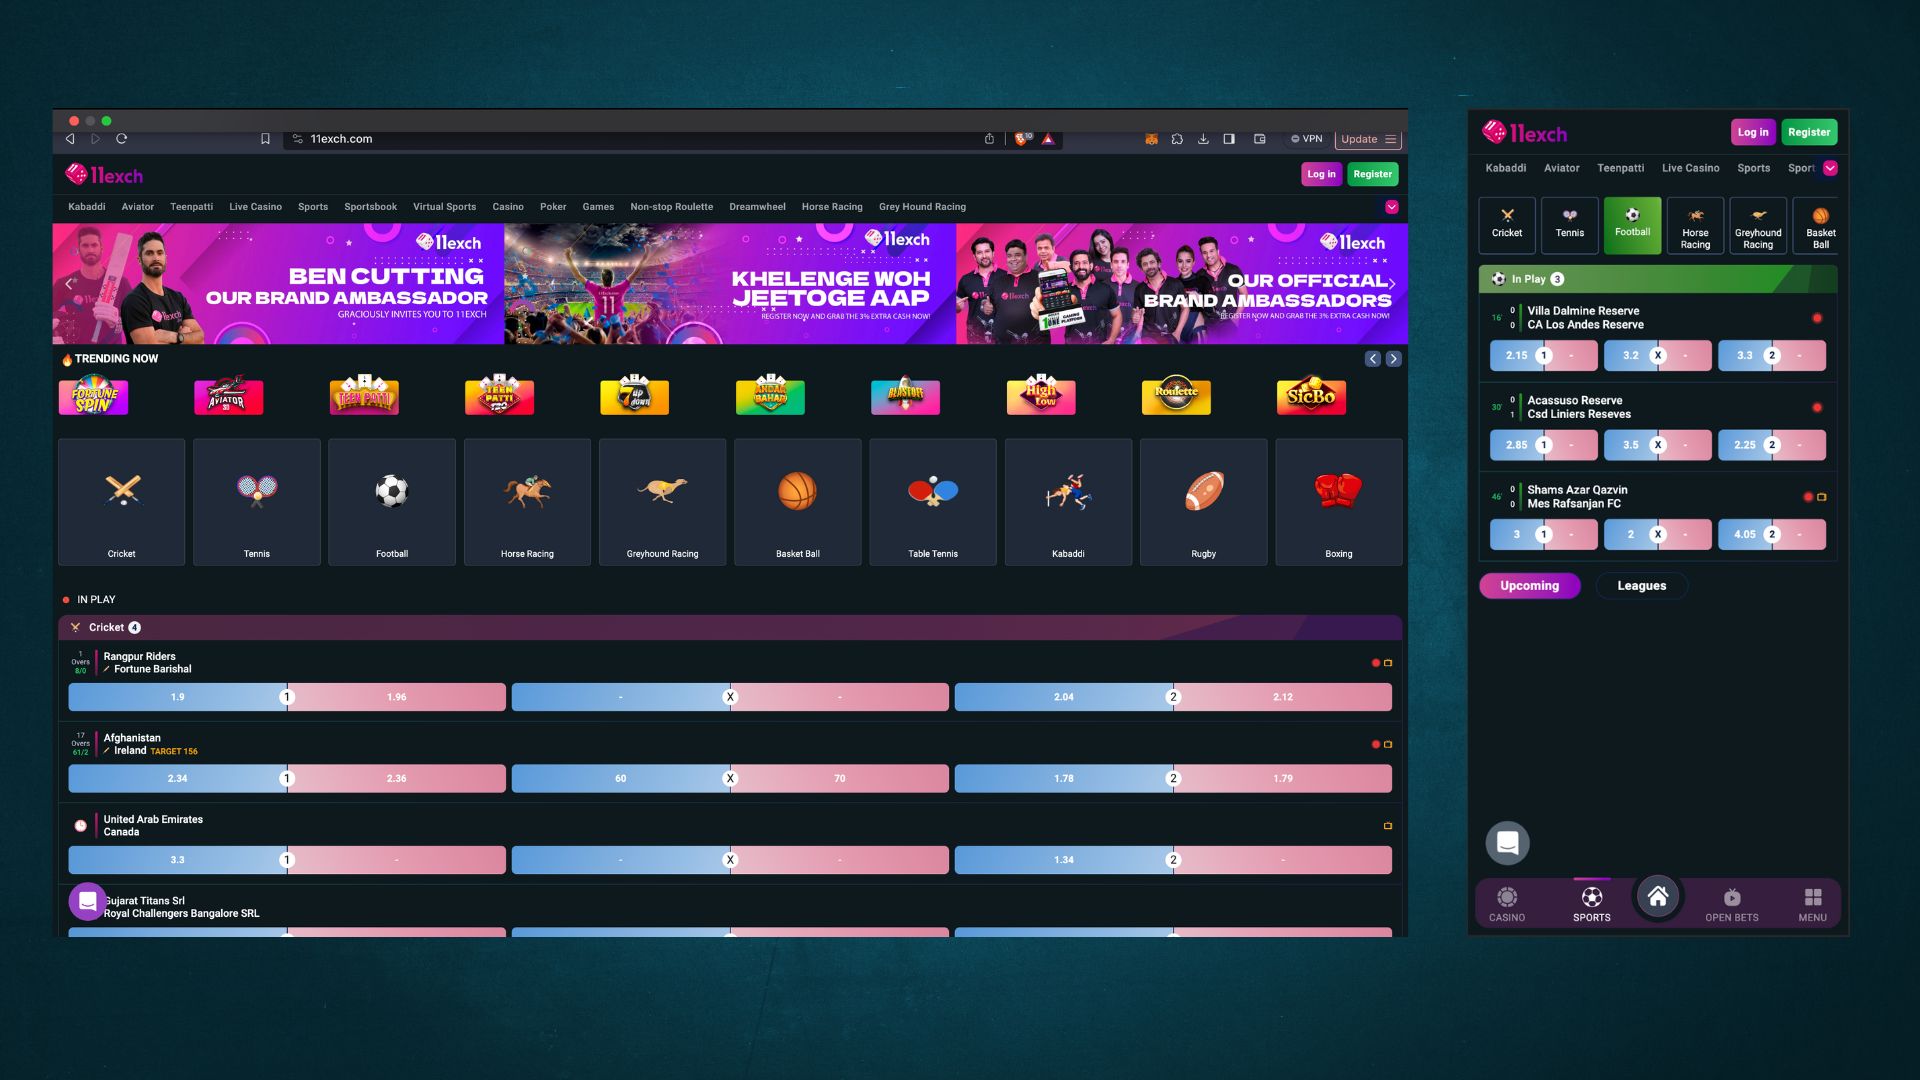 11exch.com
10
VPN
Update
11exch
Log in
Register
Kabaddi
Aviator
Teenpatti
Live Casino
Sports
Sportsbook
Virtual Sports
Casino
Poker
Games
Non-stop Roulette
Dreamwheel
Horse Racing
Grey Hound Racing
11exch
BEN CUTTING
OUR BRAND AMBASSADOR
GRACIOUSLY INVITES YOU TO 11EXCH
11exch
11exch
KHELENGE WOH
JEETOGE AAP
REGISTER NOW AND GRAB THE 3% EXTRA CASH NOW!
11
11exch
OUR OFFICIAL
BRAND AMBASSADORS
REGISTER NOW AND GRAB THE 3% EXTRA CASH NOW!
TRENDING NOW
FORTUNE SPIN
AVIATOR
TEEN PATTI
TEEN PATTI
7 up down
ANDAR BAHAR
BLASTOFF
High Low
Roulette
SicBo
Cricket
Tennis
Football
Horse Racing
Greyhound Racing
Basket Ball
Table Tennis
Kabaddi
Rugby
Boxing
IN PLAY
Cricket 4
1 Overs 8/0
Rangpur Riders
Fortune Barishal
1.9 1 1.96
- X -
2.04 2 2.12
17 Overs 61/2
Afghanistan
Ireland TARGET 156
2.34 1 2.36
60 X 70
1.78 2 1.79
United Arab Emirates
Canada
3.3 1 -
- X -
1.34 2 -
Gujarat Titans Srl
Royal Challengers Bangalore SRL
11exch
Log in
Register
Kabaddi
Aviator
Teenpatti
Live Casino
Sports
Sport
Cricket
Tennis
Football
Horse Racing
Greyhound Racing
Basket Ball
In Play 3
16' 0 0
Villa Dalmine Reserve
CA Los Andes Reserve
2.15 1 -
3.2 X -
3.3 2 -
30' 0 1
Acassuso Reserve
Csd Liniers Reseves
2.85 1 -
3.5 X -
2.25 2 -
46' 0 0
Shams Azar Qazvin
Mes Rafsanjan FC
3 1 -
2 X -
4.05 2 -
Upcoming
Leagues
CASINO
SPORTS
OPEN BETS
MENU